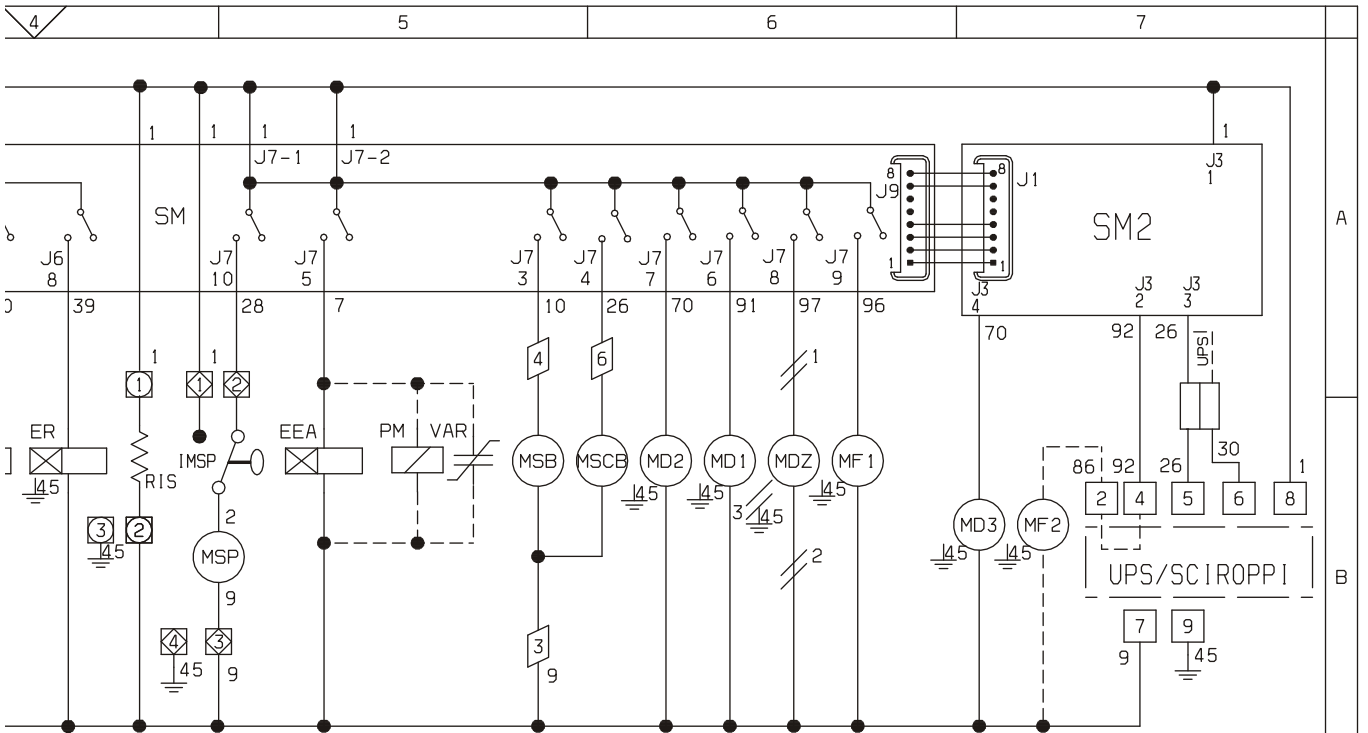 4 5 6 7
1 1 1 1 1
J7-1 J7-2
J3
1
8 8
J9 J1
SM
SM2
A
J6 J7 J7 J7 J7 J7 J7 J7 J7
8 10 5 3 4 7 6 8 9
1 1
J3 J3 J3
4 2 3
39 28 7 10 26 70 91 97 96
70 92 26
UPSI
1 1 4 6 1
1 1 2
ER EEA PM VAR 30
IMSP MSB MSCB MD2 MD1 MDZ MF1
86 92 26 1
RIS
45 45 45 45
2 4 5 6 8
3
45
2
3 2
45
MSP
MD3 MF2
45 45
2
UPS/SCIROPPI
B
9
4 3 3 7 9
45 9 9 9 45